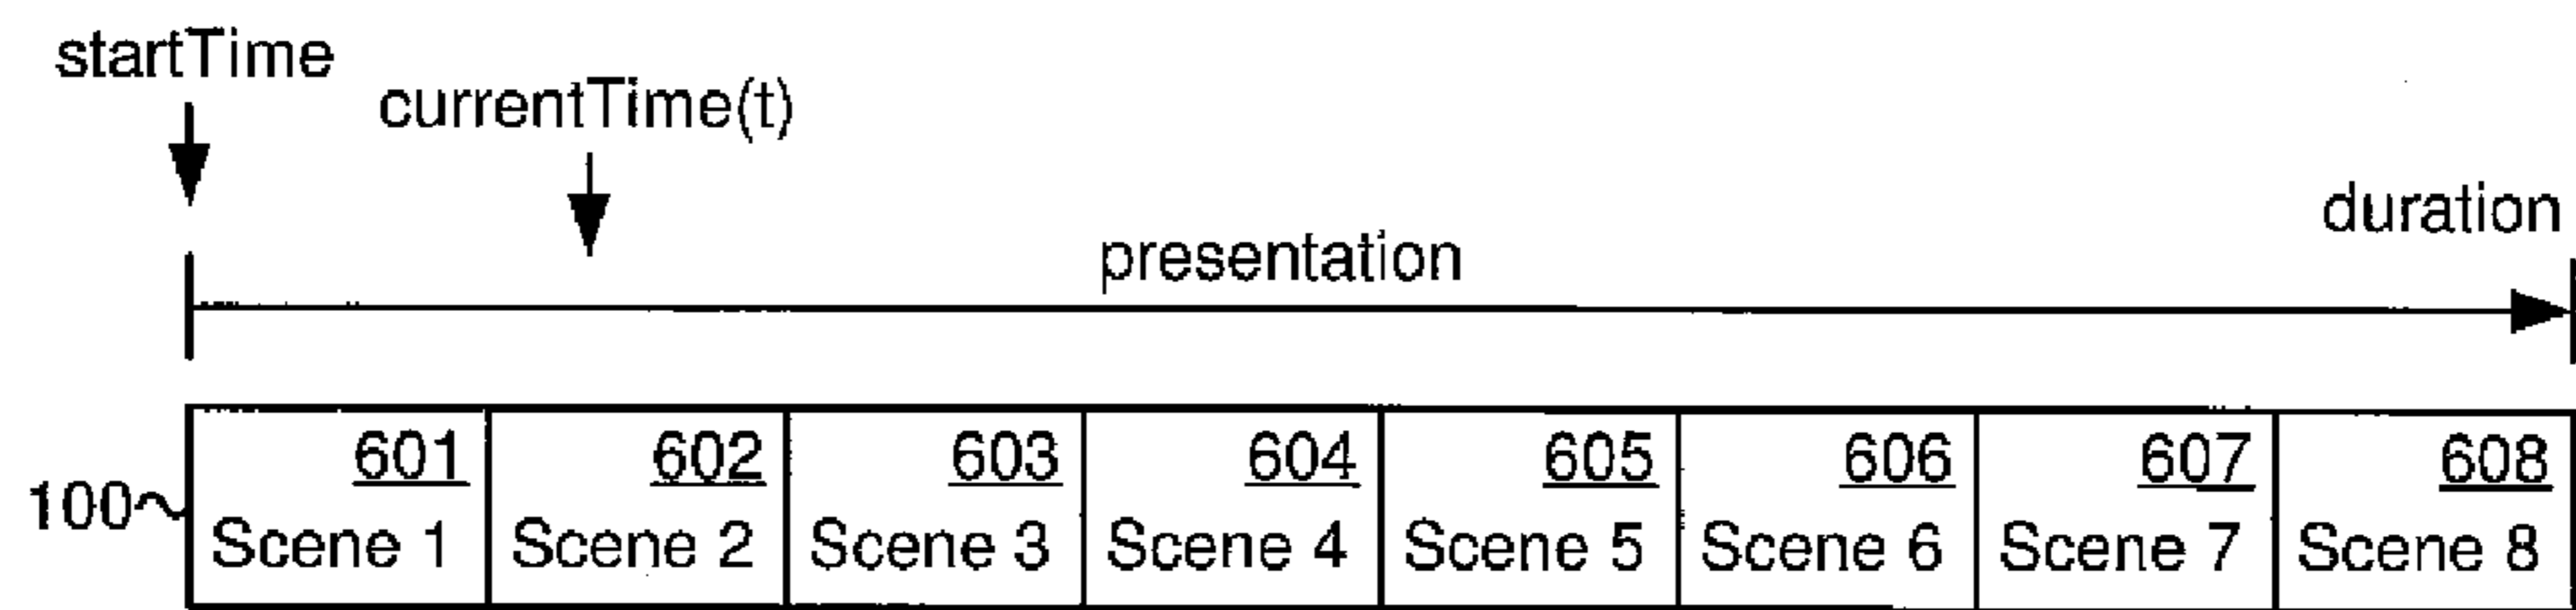 startTime
currentTime(t)
duration
presentation
601 602 603 604 605 606 607 608
100
Scene 1 Scene 2 Scene 3 Scene 4 Scene 5 Scene 6 Scene 7 Scene 8